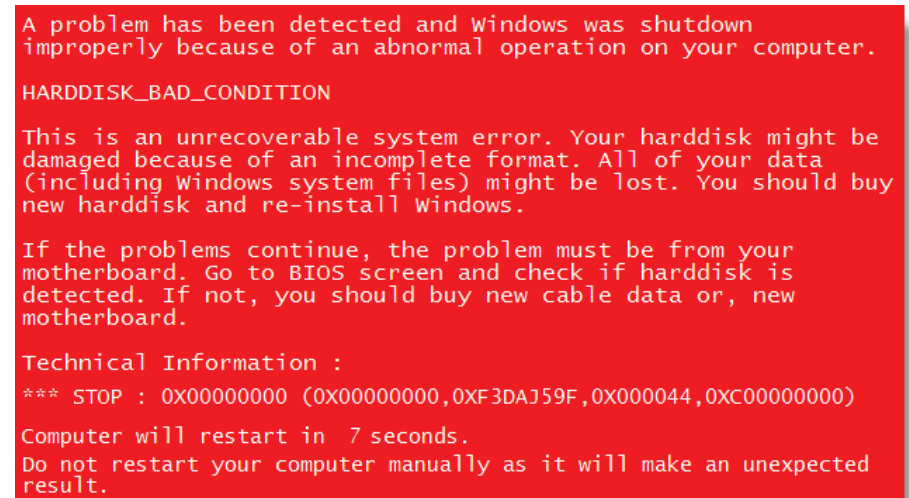 A problem has been detected and Windows was shutdown
improperly because of an abnormal operation on your computer.
HARDDISK_BAD_CONDITION
This is an unrecoverable system error. Your harddisk might be
damaged because of an incomplete format. All of your data
(including Windows system files) might be lost. You should buy
new harddisk and re-install Windows.
If the problems continue, the problem must be from your
motherboard. Go to BIOS screen and check if harddisk is
detected. If not, you should buy new cable data or, new
motherboard.
Technical Information :
*** STOP : 0X00000000 (0X00000000,0XF3DAJ59F,0X000044,0XC00000000)
Computer will restart in 7 seconds.
Do not restart your computer manually as it will make an unexpected
result.